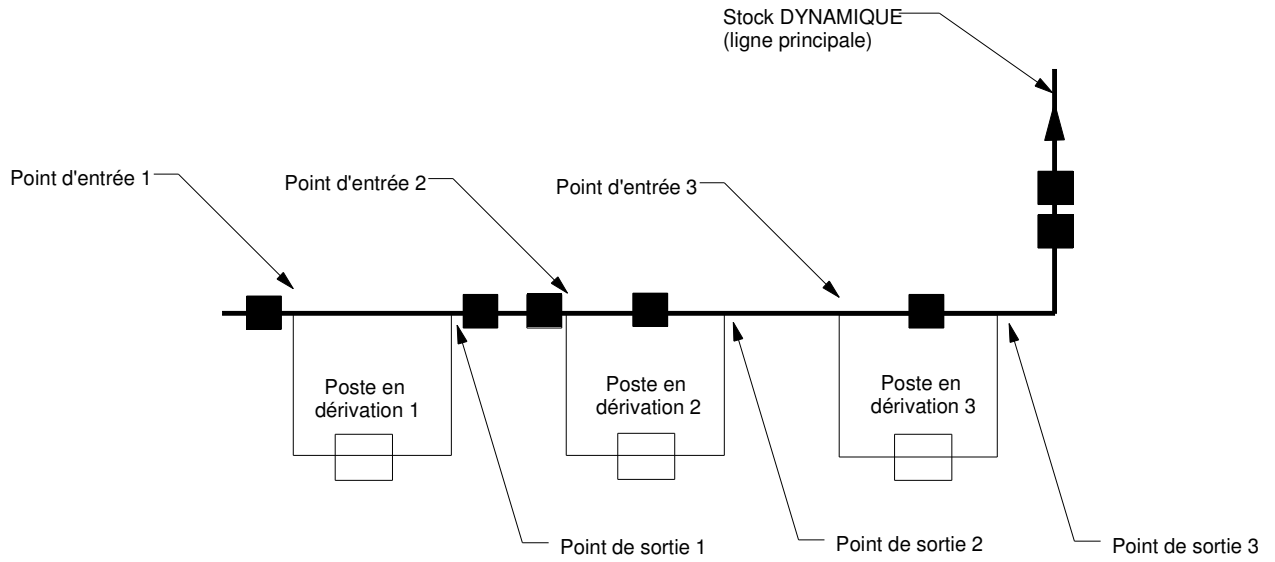 Stock DYNAMIQUE
(ligne principale)
Point d'entrée 1
Point d'entrée 2
Point d'entrée 3
Poste en
dérivation 1
Poste en
dérivation 2
Poste en
dérivation 3
Point de sortie 1
Point de sortie 2
Point de sortie 3